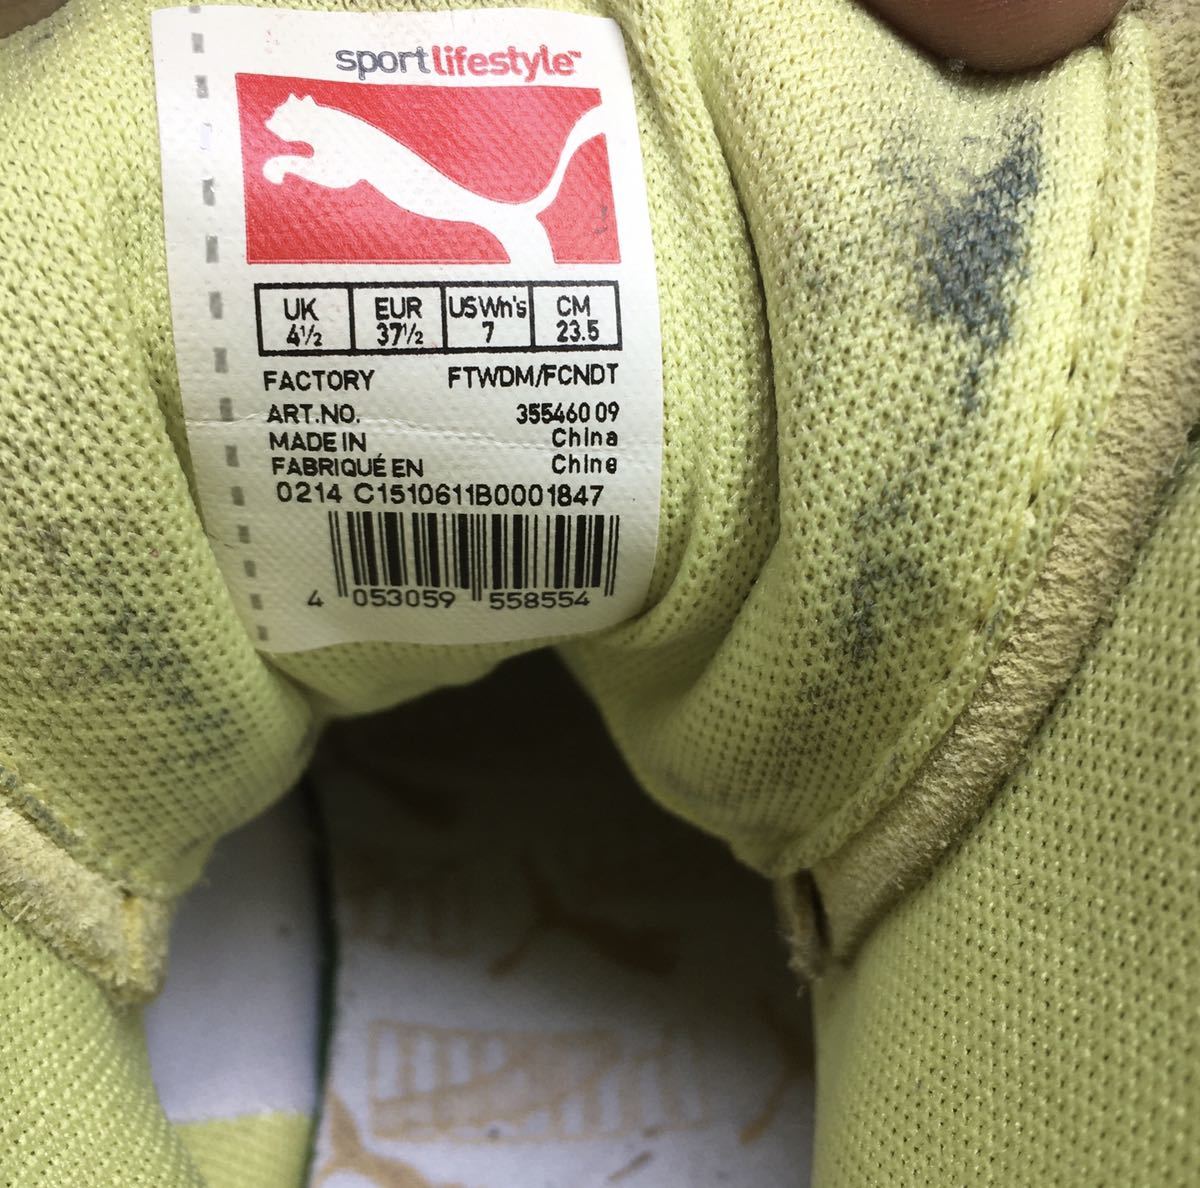 sportlifestyle™
UK EUR USWn's CM
4½ 37½ 7 23.5
FACTORY FTWDM/FCNDT
ART.NO. 355460 09
MADE IN China
FABRIQUÉ EN Chine
0214 C1510611B0001847
4 053059 558554